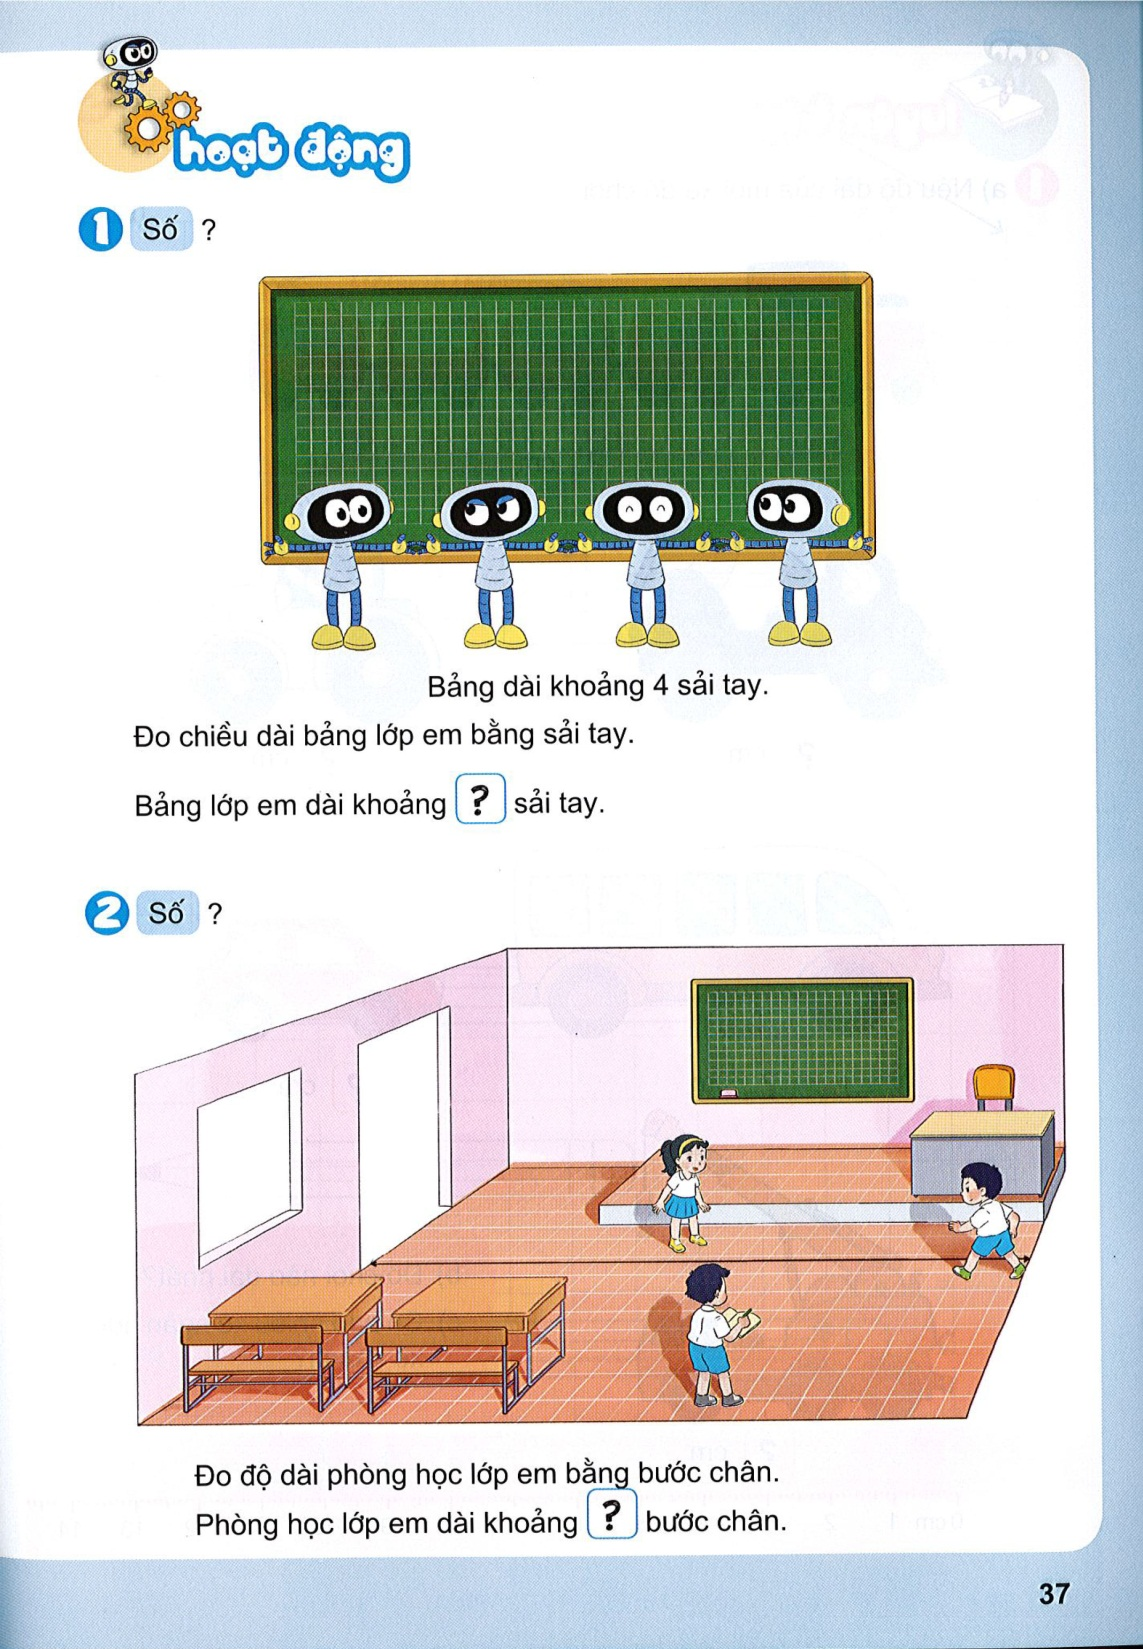 hoạt động
1 Số ?
Bảng dài khoảng 4 sải tay.
Đo chiều dài bảng lớp em bằng sải tay.
Bảng lớp em dài khoảng ? sải tay.
2 Số ?
Đo độ dài phòng học lớp em bằng bước chân.
Phòng học lớp em dài khoảng ? bước chân.
37